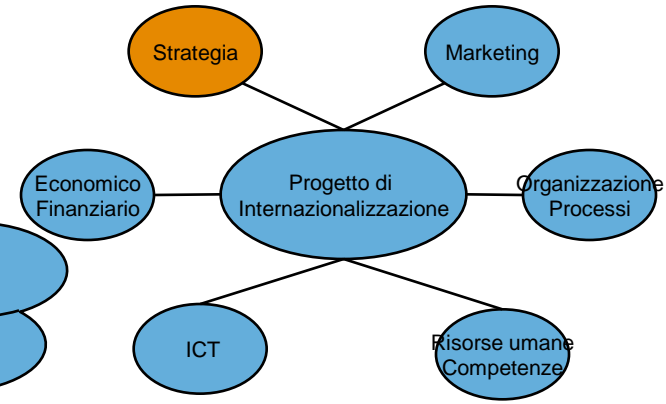 Strategia
Marketing
Economico
Finanziario
Progetto di
Internazionalizzazione
Organizzazione
Processi
ICT
Risorse umane
Competenze